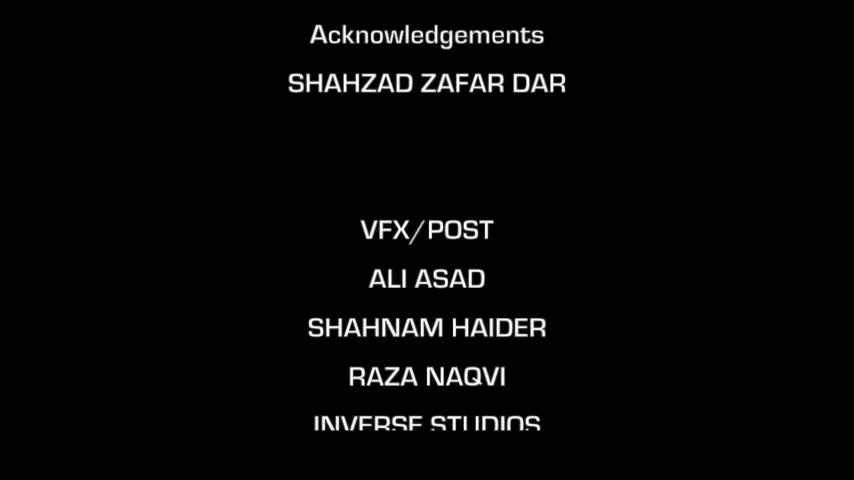 Acknowledgements
SHAHZAD ZAFAR DAR
VFX/POST
ALI ASAD
SHAHNAM HAIDER
RAZA NAQVI
INVERSE STUDIOS